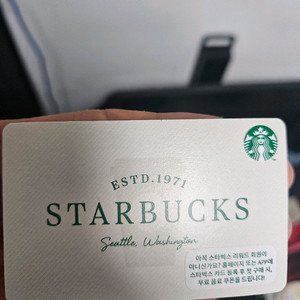 ESTD.1971
STARBUCKS
Seattle, Washington
아직 스타벅스 리워드 회원이
아니신가요? 홈페이지 또는 APP에
스타벅스 카드 등록 후 첫 구매 시,
무료 음료 쿠폰을 드립니다!